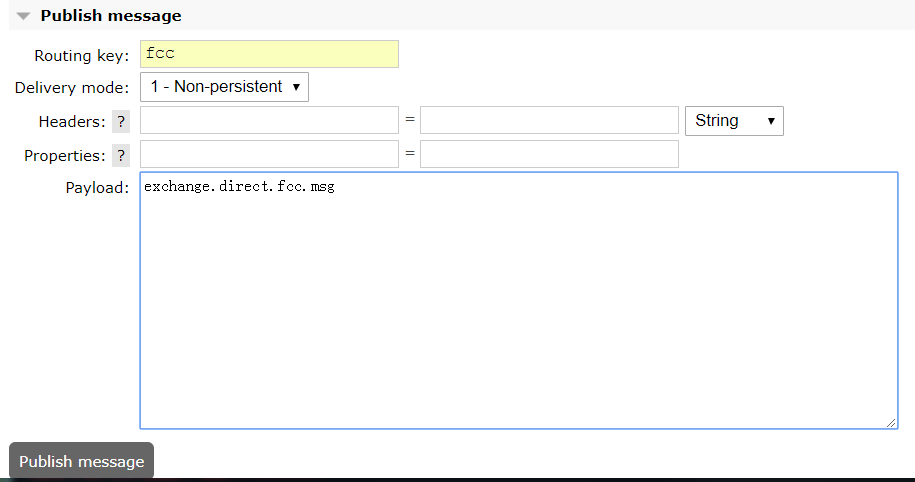 Publish message
Routing key: fcc
Delivery mode: 1 - Non-persistent
Headers: ? = String
Properties: ? =
Payload: exchange.direct.fcc.msg
Publish message